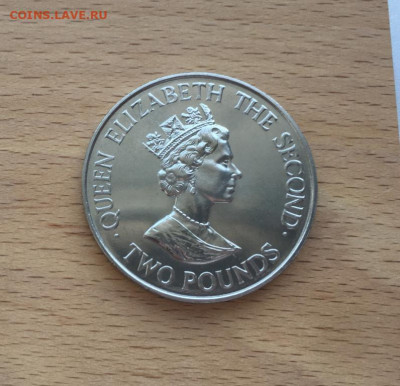 COINS.LAVE.RU
· QUEEN ELIZABETH THE SECOND ·
TWO POUNDS